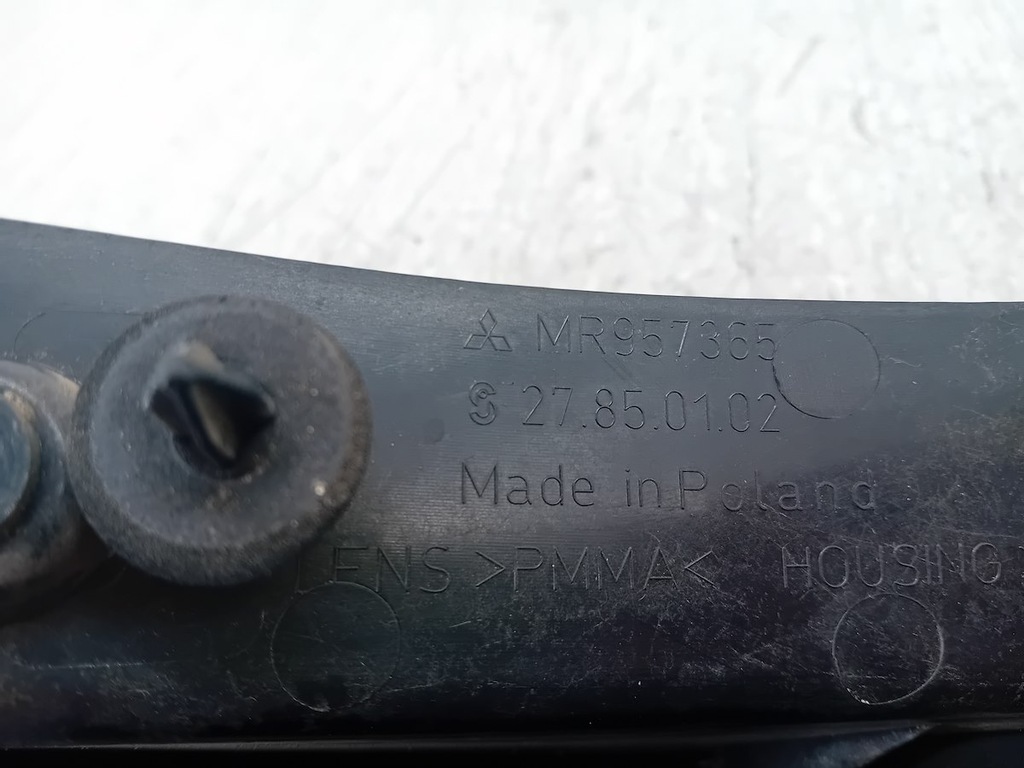 MR957365
27.85.01.02
Made in Poland
LENS >PMMA< HOUSING